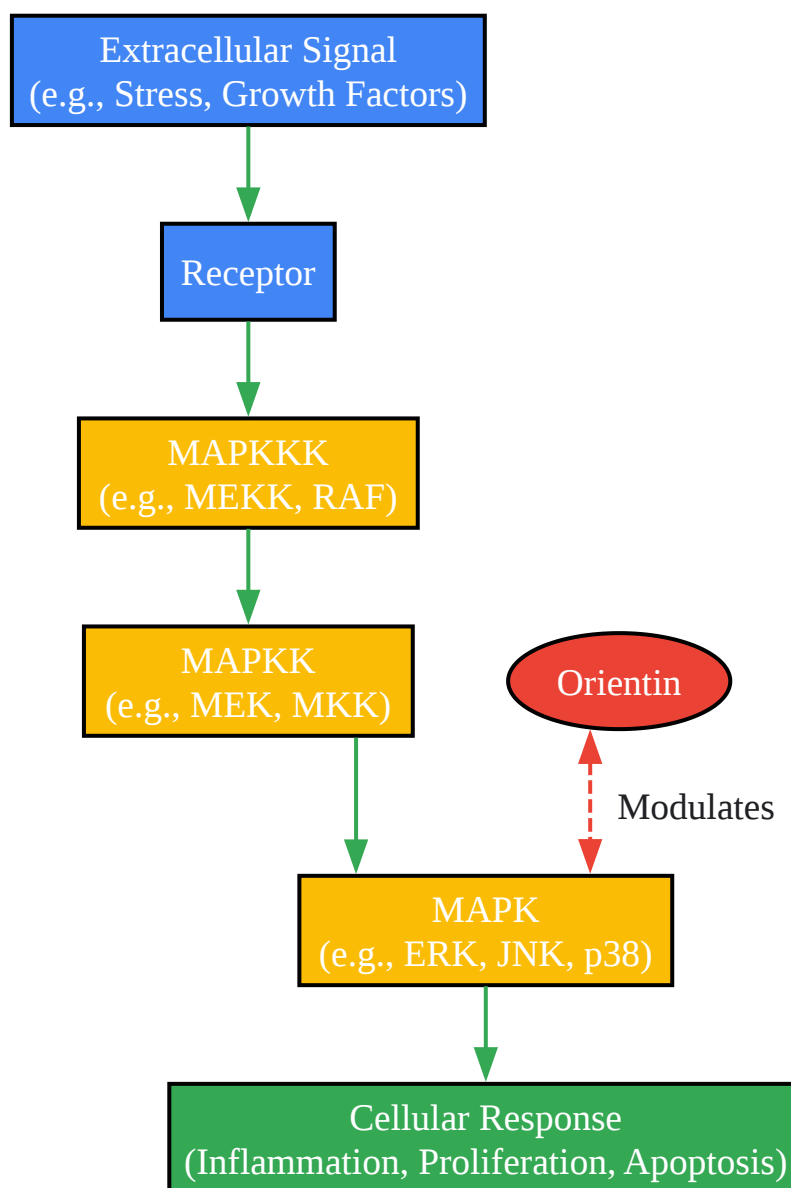 Extracellular Signal
(e.g., Stress, Growth Factors)
Receptor
MAPKKK
(e.g., MEKK, RAF)
MAPKK
(e.g., MEK, MKK)
Orientin
Modulates
MAPK
(e.g., ERK, JNK, p38)
Cellular Response
(Inflammation, Proliferation, Apoptosis)